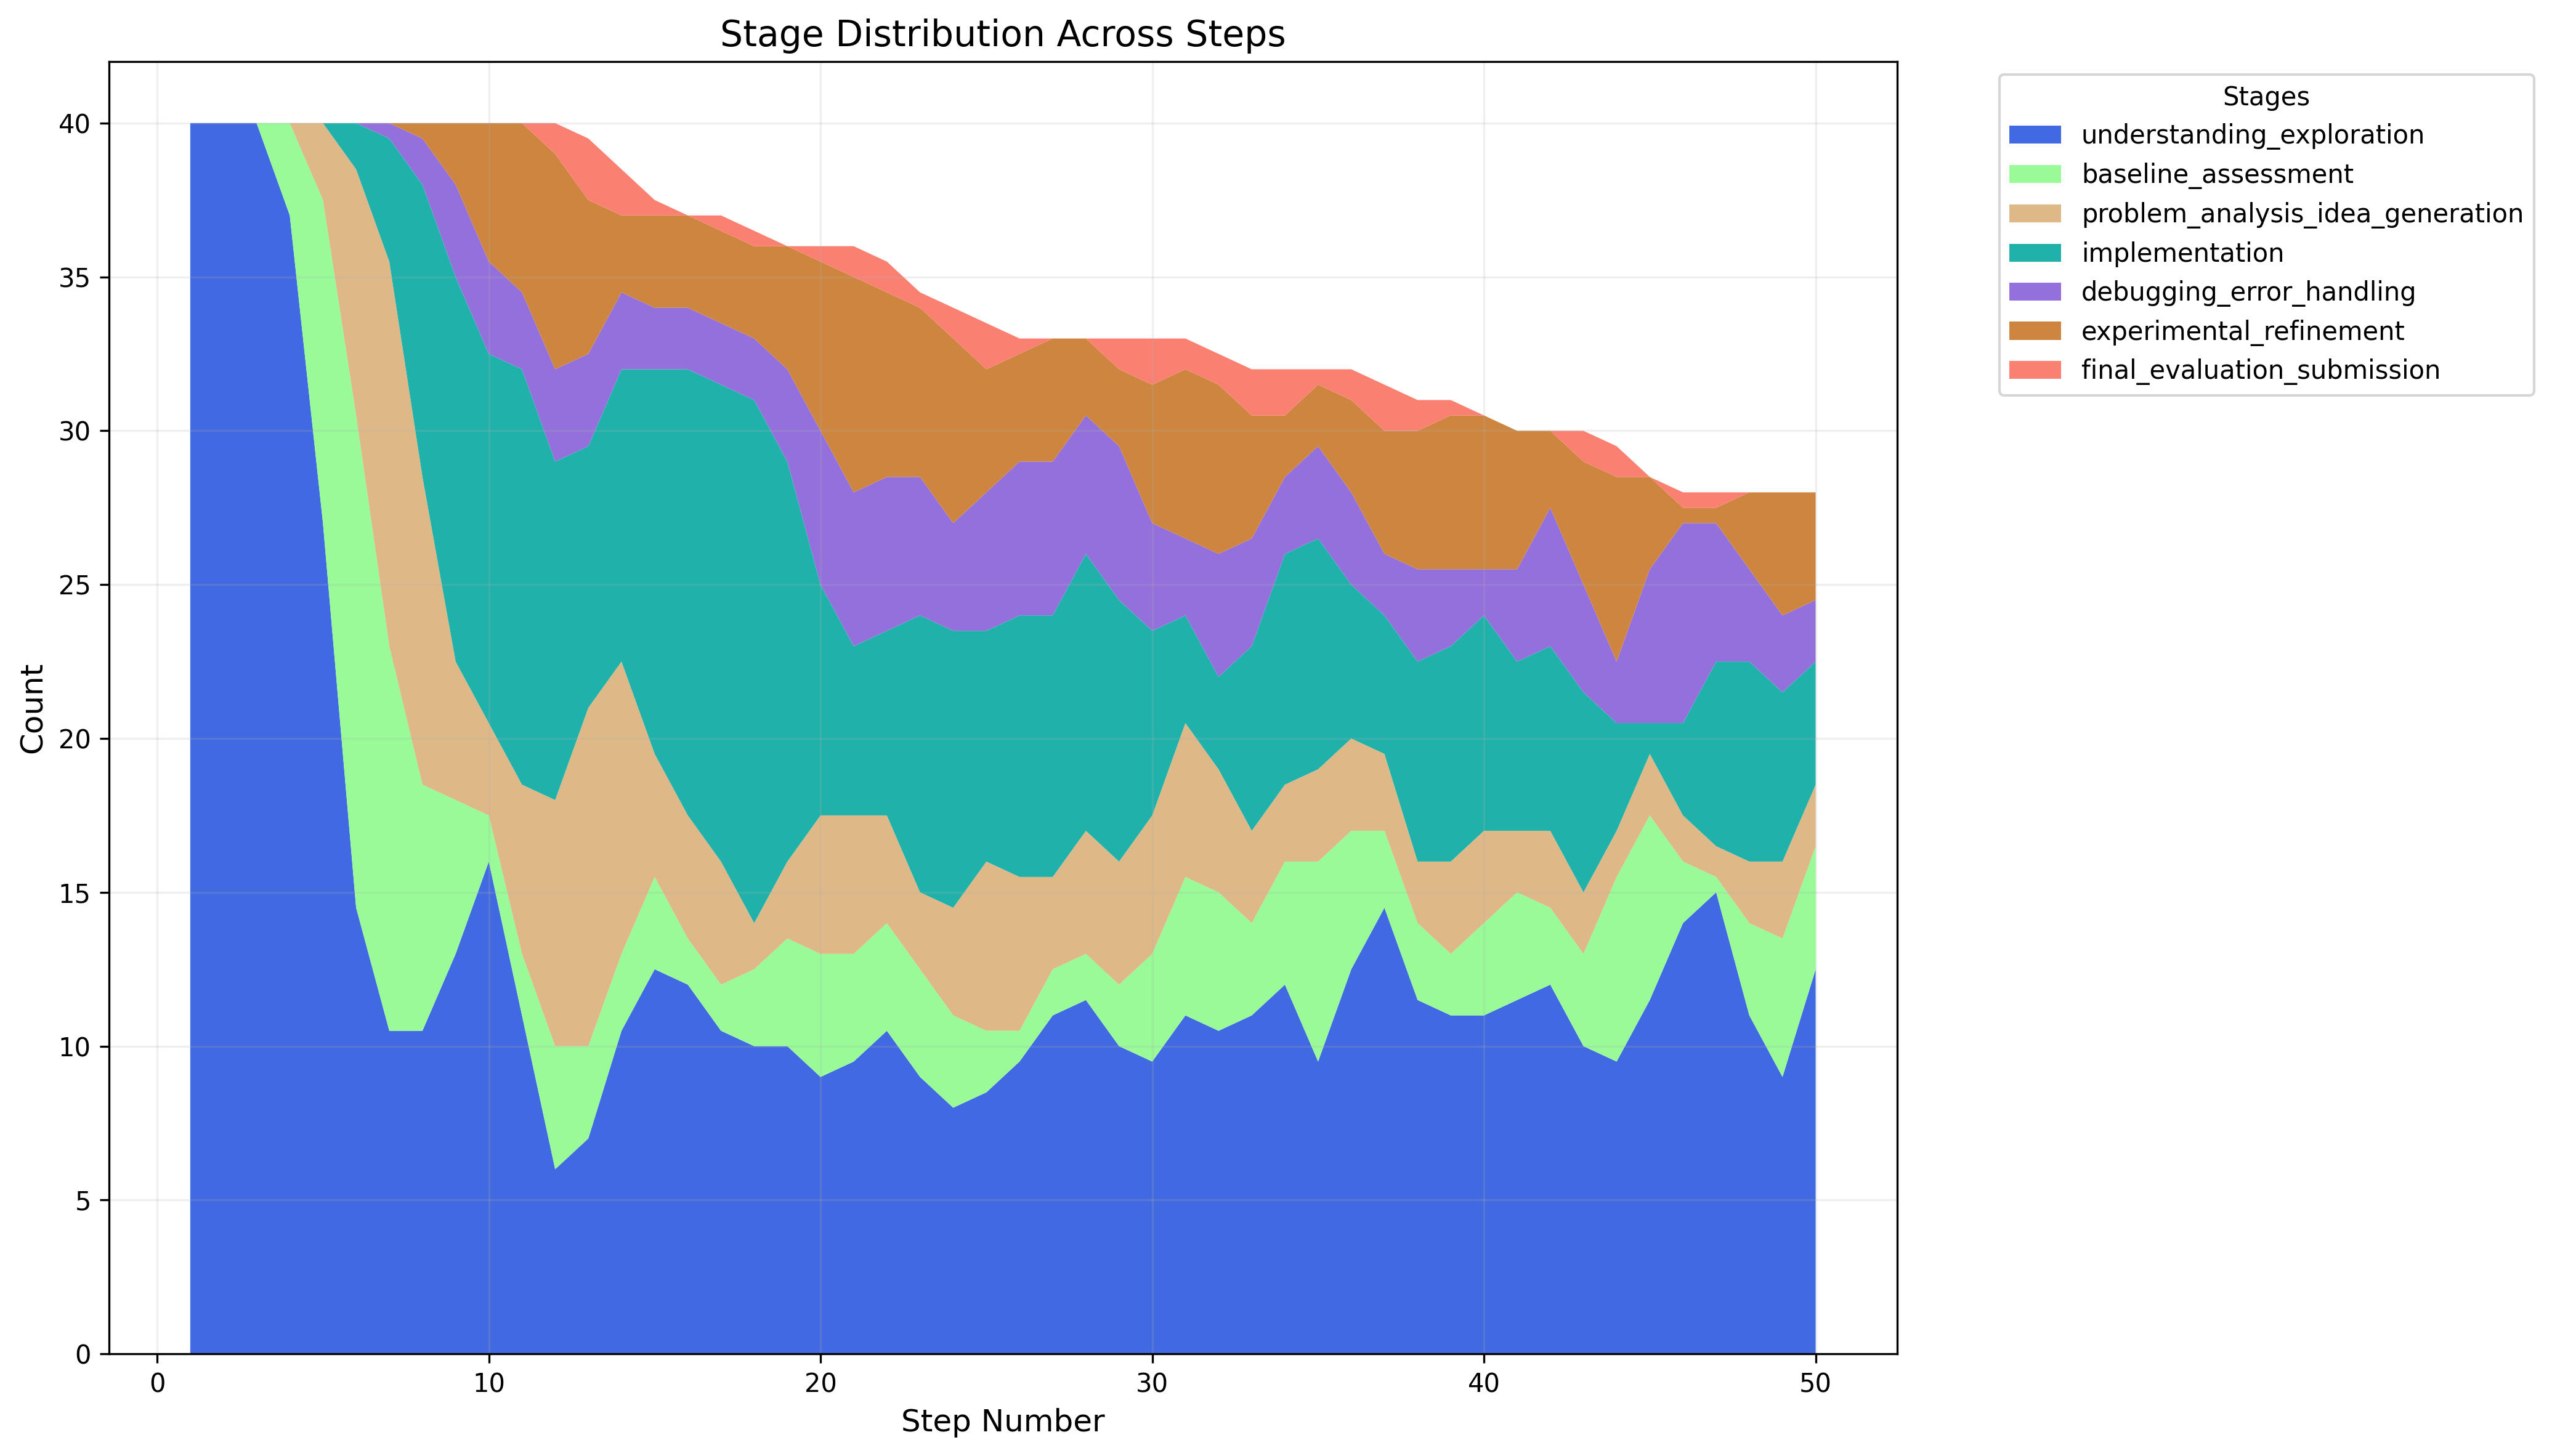 Stage Distribution Across Steps
Count
40
35
30
25
20
15
10
5
0
0 10 20 30 40 50
Step Number
Stages
understanding_exploration
baseline_assessment
problem_analysis_idea_generation
implementation
debugging_error_handling
experimental_refinement
final_evaluation_submission